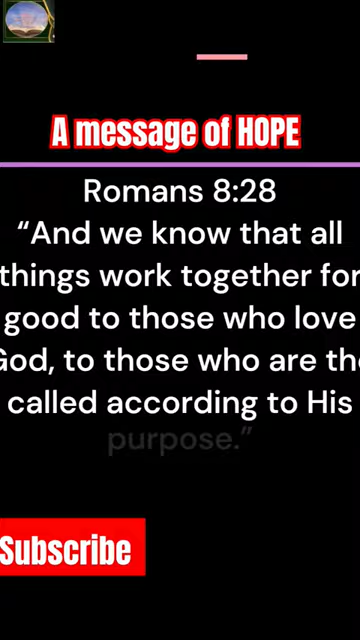 A message of HOPE
Romans 8:28
“And we know that all
things work together for
good to those who love
God, to those who are the
called according to His
purpose.”
Subscribe